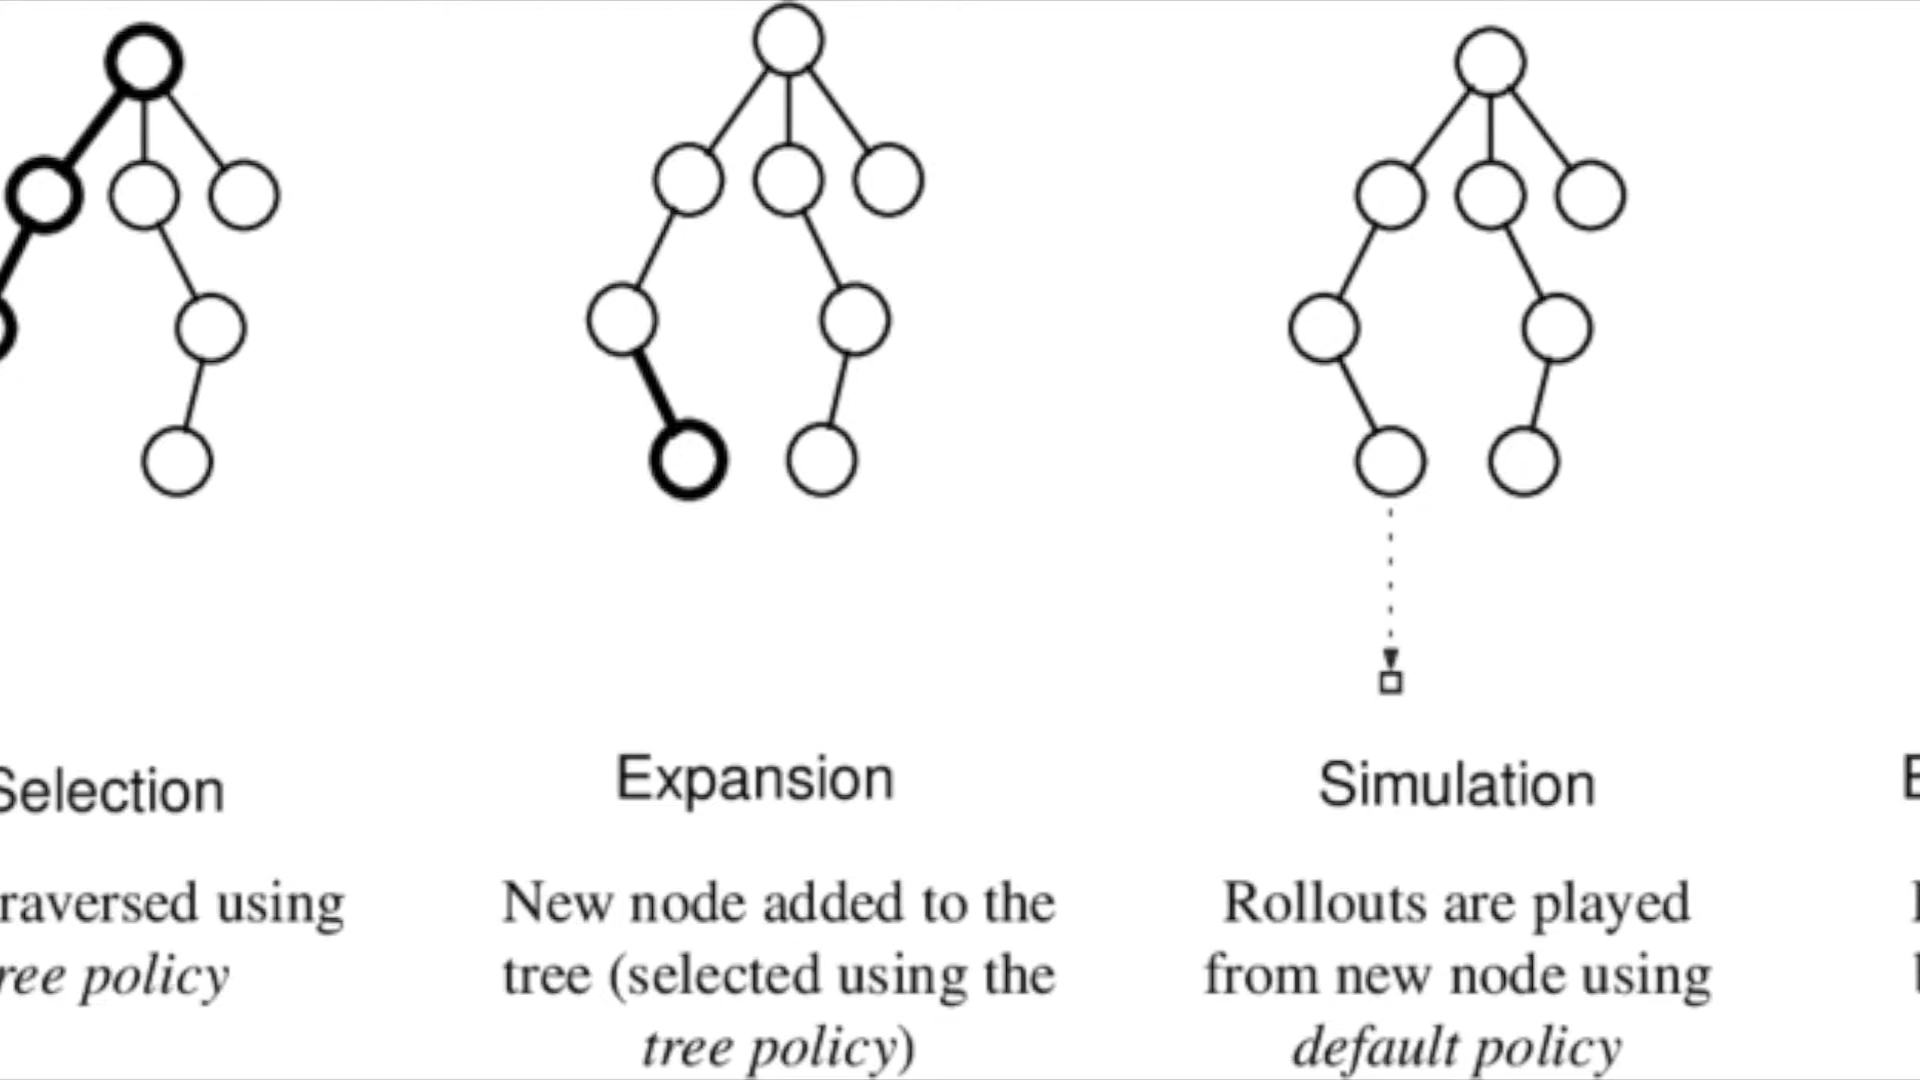 Selection
raversed using
ree policy
Expansion
New node added to the
tree (selected using the
tree policy)
Simulation
Rollouts are played
from new node using
default policy